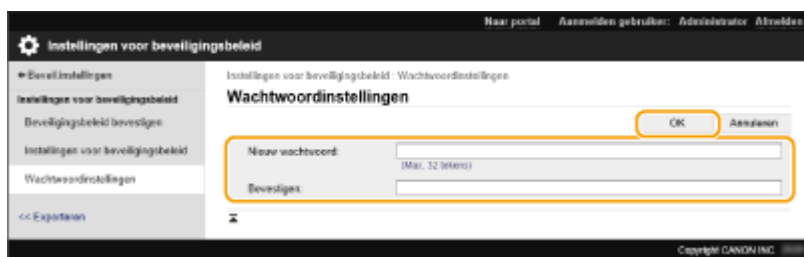 Naar portal Aanmelden gebruiker: Administrator Afmelden
Instellingen voor beveiligingsbeleid
Beveil.instellingen
Instellingen voor beveiligingsbeleid : Wachtwoordinstellingen
Instellingen voor beveiligingsbeleid
Wachtwoordinstellingen
Beveiligingsbeleid bevestigen
OK Annuleren
Instellingen voor beveiligingsbeleid
Nieuw wachtwoord:
(Max. 32 tekens)
Wachtwoordinstellingen
Bevestigen:
<< Exporteren
Copyright CANON INC.